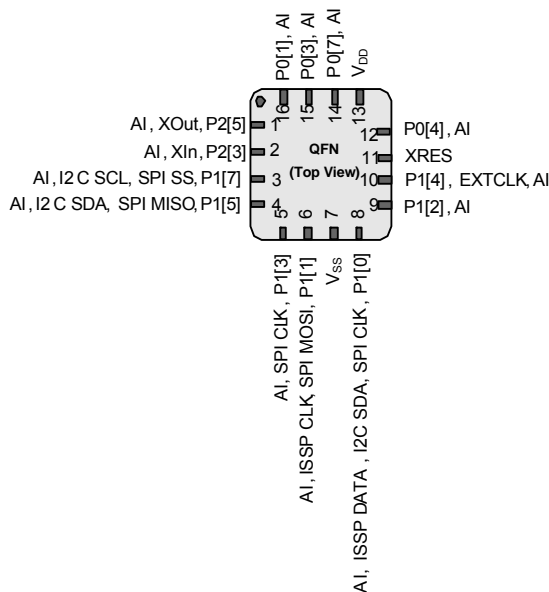 P0[1], AI
P0[3], AI
P0[7], AI
VDD
16
15
14
13
AI, XOut, P2[5]
1
AI, XIn, P2[3]
2
AI, I2C SCL, SPI SS, P1[7]
3
AI, I2C SDA, SPI MISO, P1[5]
4
QFN
(Top View)
12
P0[4], AI
11
XRES
10
P1[4], EXTCLK, AI
9
P1[2], AI
5
6
7
8
AI, SPI CLK, P1[3]
AI, ISSP CLK, SPI MOSI, P1[1]
VSS
AI, ISSP DATA, I2C SDA, SPI CLK, P1[0]